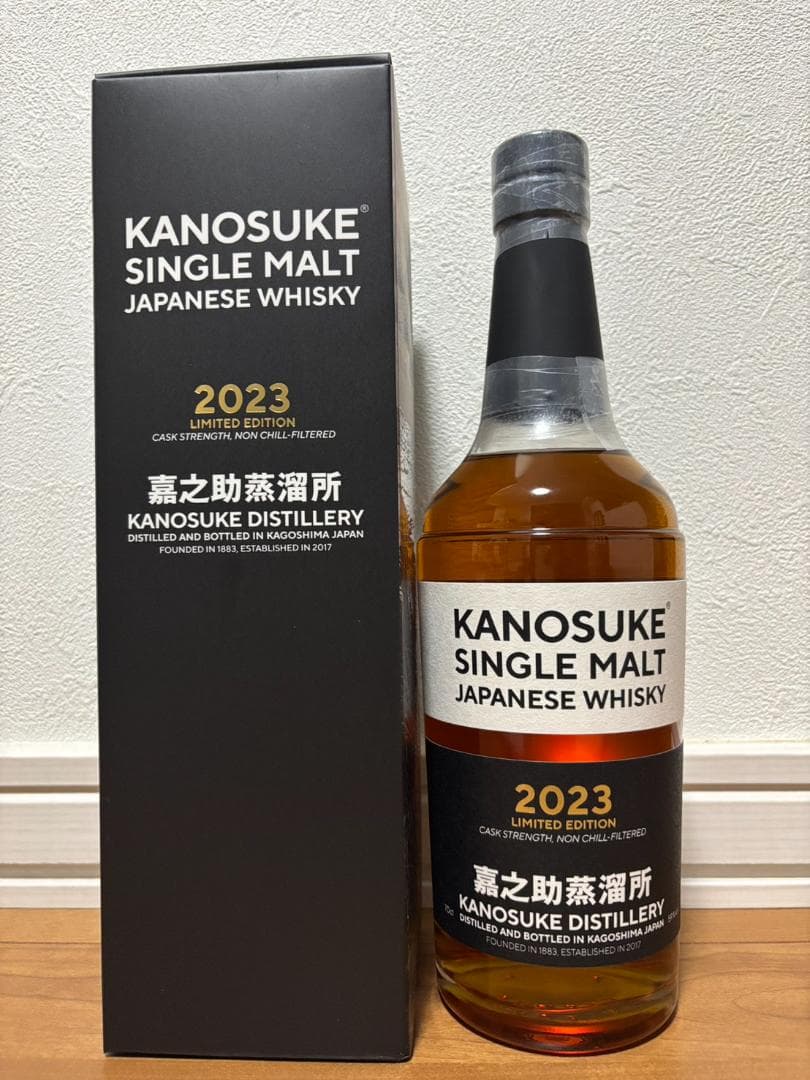 KANOSUKE®
SINGLE MALT
JAPANESE WHISKY
2023
LIMITED EDITION
CASK STRENGTH, NON CHILL-FILTERED
嘉之助蒸溜所
KANOSUKE DISTILLERY
DISTILLED AND BOTTLED IN KAGOSHIMA JAPAN
FOUNDED IN 1883, ESTABLISHED IN 2017
KANOSUKE®
SINGLE MALT
JAPANESE WHISKY
2023
LIMITED EDITION
CASK STRENGTH, NON CHILL-FILTERED
嘉之助蒸溜所
KANOSUKE DISTILLERY
70cl
DISTILLED AND BOTTLED IN KAGOSHIMA JAPAN
FOUNDED IN 1883, ESTABLISHED IN 2017